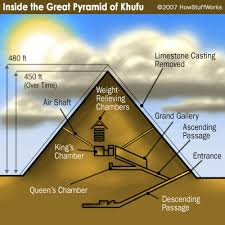 Inside the Great Pyramid of Khufu
©2007 HowStuffWorks
480 ft
450 ft
(Over Time)
Limestone Casting
Removed
Weight-
Relieving
Chambers
Air Shaft
Grand Gallery
Ascending
Passage
King's
Chamber
Entrance
Queen's Chamber
Descending
Passage